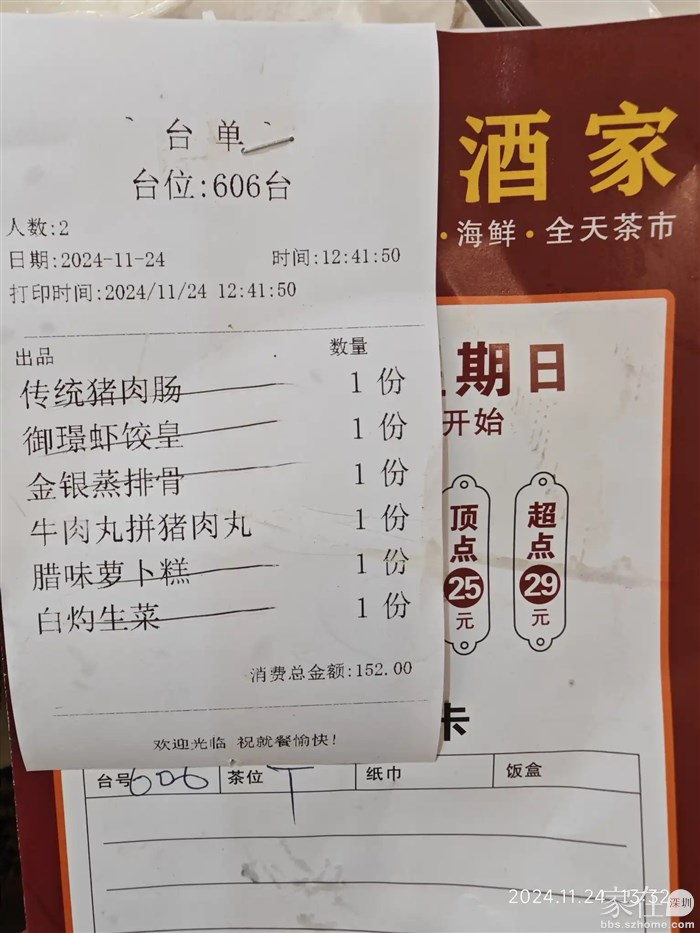 台单
台位:606台
人数:2
日期:2024-11-24 时间:12:41:50
打印时间:2024/11/24 12:41:50
出品 数量
传统猪肉肠 1 份
御璟虾饺皇 1 份
金银蒸排骨 1 份
牛肉丸拼猪肉丸 1 份
腊味萝卜糕 1 份
白灼生菜 1 份
消费总金额:152.00
欢迎光临 祝就餐愉快!
酒家
·海鲜·全天茶市
期日
开始
顶点
25
元
超点
29
元
卡
台号 606 茶位 纸巾 饭盒
2024.11.24 13:32
家在深圳
bbs.szhome.com